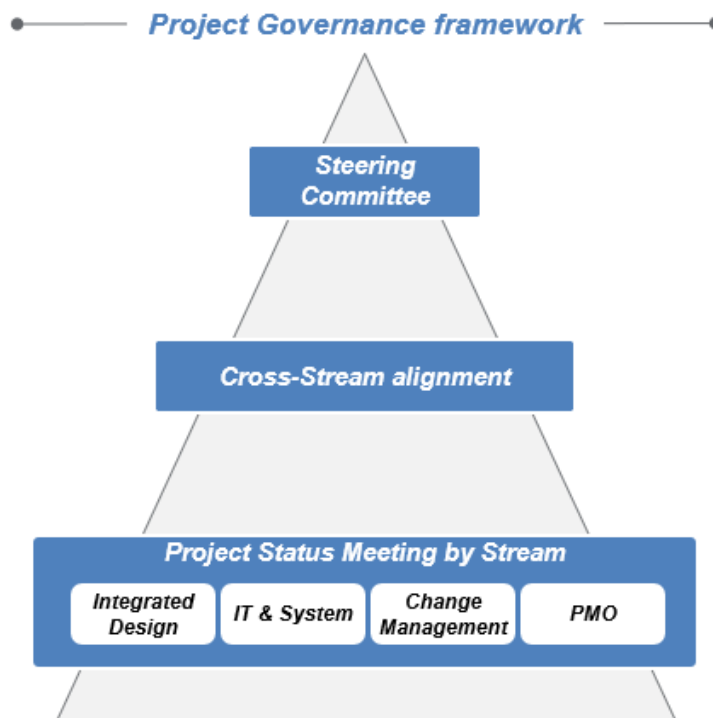 Project Governance framework
Steering
Committee
Cross-Stream alignment
Project Status Meeting by Stream
Integrated
Design
IT & System
Change
Management
PMO